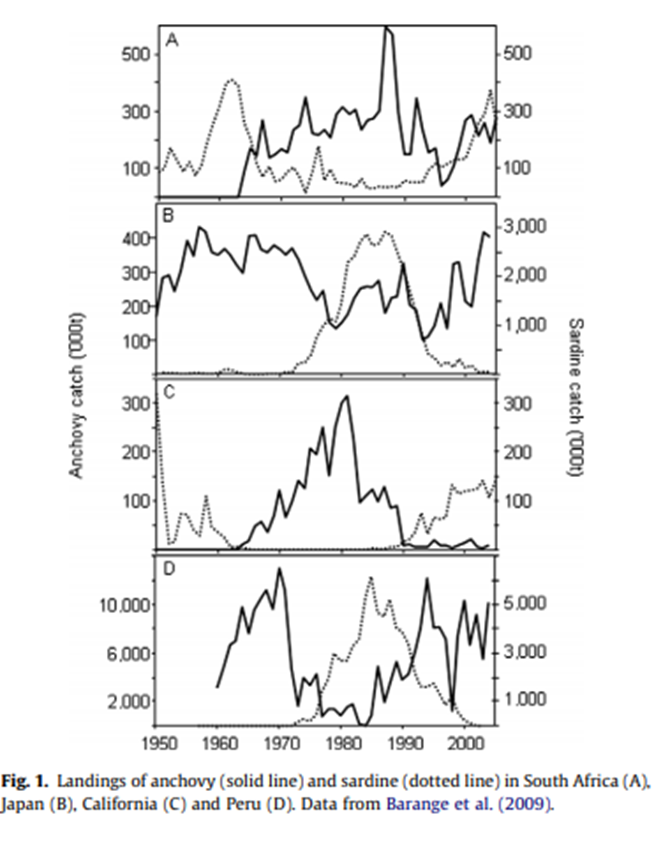 A
500
300
100
500
300
100
B
400
300
200
100
3,000
2,000
1,000
C
300
200
100
300
200
100
D
10.000
6.000
2.000
5,000
3,000
1,000
Anchovy catch ('000t)
Sardine catch ('000t)
1950 1960 1970 1980 1990 2000
Fig. 1. Landings of anchovy (solid line) and sardine (dotted line) in South Africa (A),
Japan (B), California (C) and Peru (D). Data from Barange et al. (2009).